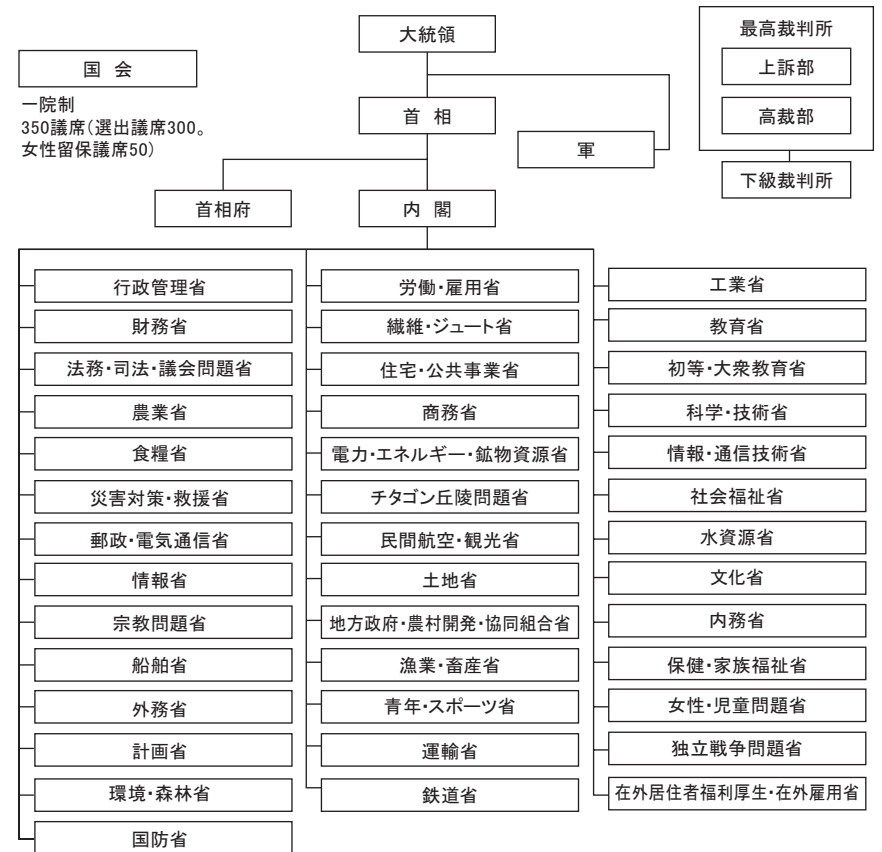 大統領
国 会
一院制
350議席(選出議席300。
女性留保議席50)
首 相
軍
首相府
内 閣
最高裁判所
上訴部
高裁部
下級裁判所
行政管理省
財務省
法務・司法・議会問題省
農業省
食糧省
災害対策・救援省
郵政・電気通信省
情報省
宗教問題省
船舶省
外務省
計画省
環境・森林省
国防省
労働・雇用省
繊維・ジュート省
住宅・公共事業省
商務省
電力・エネルギー・鉱物資源省
チタゴン丘陵問題省
民間航空・観光省
土地省
地方政府・農村開発・協同組合省
漁業・畜産省
青年・スポーツ省
運輸省
鉄道省
工業省
教育省
初等・大衆教育省
科学・技術省
情報・通信技術省
社会福祉省
水資源省
文化省
内務省
保健・家族福祉省
女性・児童問題省
独立戦争問題省
在外居住者福利厚生・在外雇用省